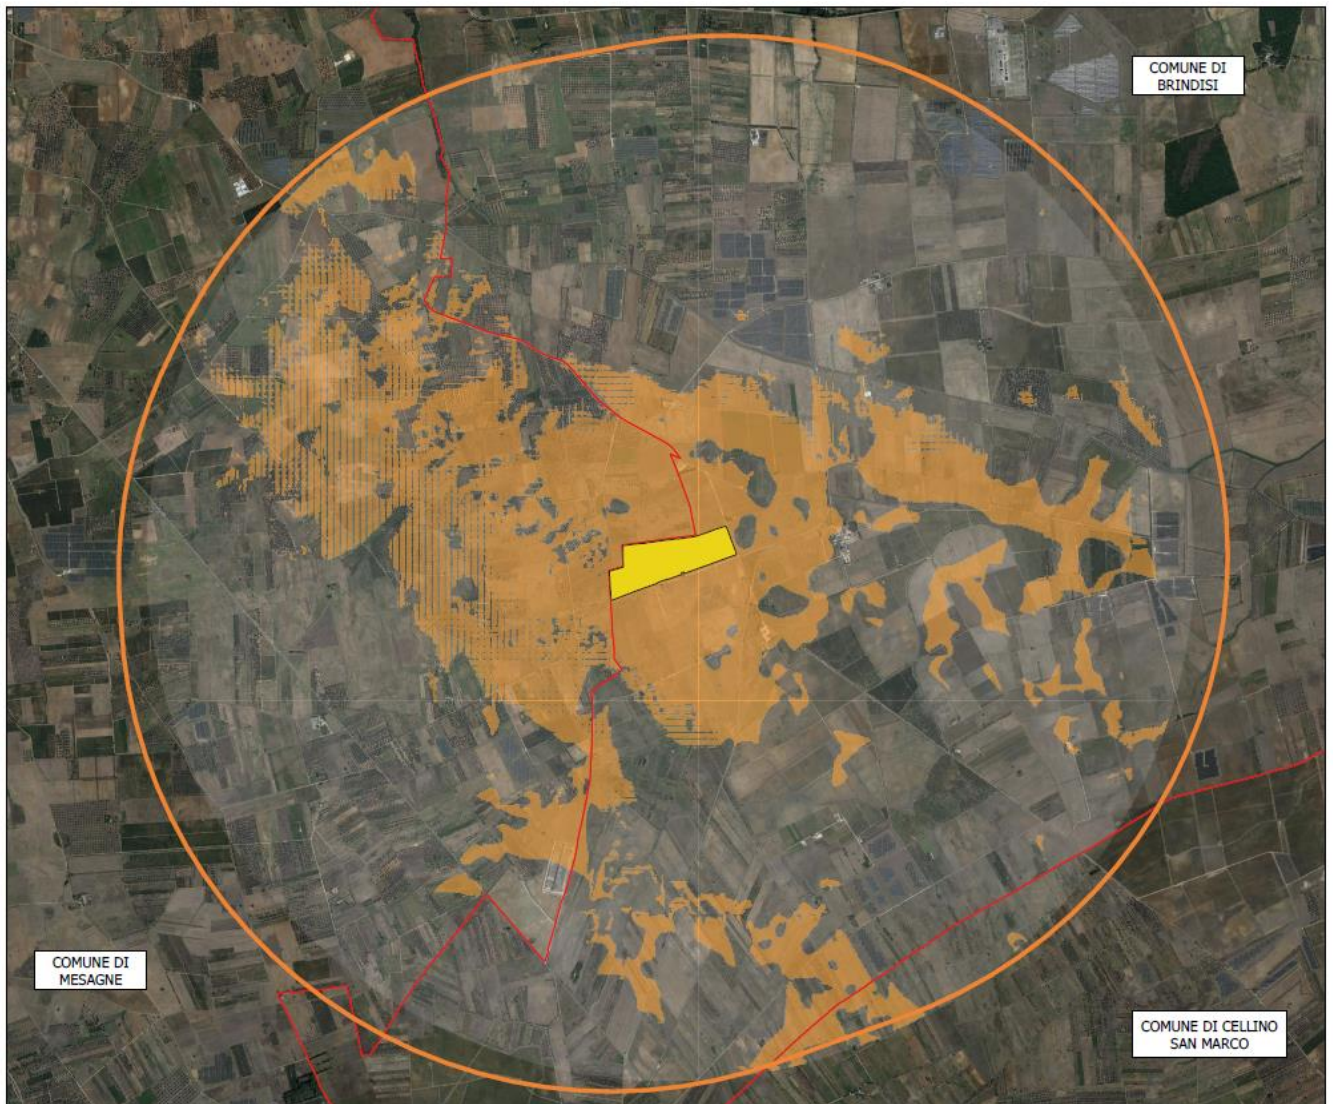 COMUNE DI
BRINDISI
COMUNE DI
MESAGNE
COMUNE DI CELLINO
SAN MARCO